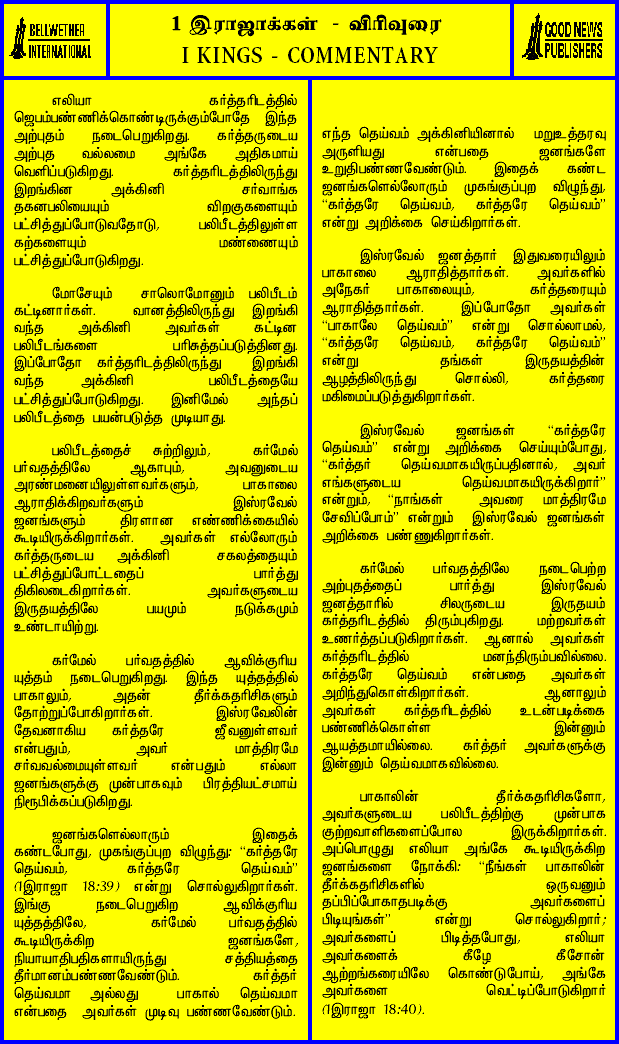 BELLWETHER
INTERNATIONAL
1 இராஜாக்கள் - விரிவுரை
I KINGS - COMMENTARY
GOOD NEWS
PUBLISHERS
எலியா கர்த்தரிடத்தில்
ஜெபம்பண்ணிக்கொண்டிருக்கும்போதே இந்த
அற்புதம் நடைபெறுகிறது. கர்த்தருடைய
அற்புத வல்லமை அங்கே அதிகமாய்
வெளிப்படுகிறது. கர்த்தரிடத்திலிருந்து
இறங்கின அக்கினி சர்வாங்க
தகனபலியையும் விறகுகளையும்
பட்சித்துப்போடுவதோடு, பலிபீடத்திலுள்ள
கற்களையும் மண்ணையும்
பட்சித்துப்போடுகிறது.
மோசேயும் சாலொமோனும் பலிபீடம்
கட்டினார்கள். வானத்திலிருந்து இறங்கி
வந்த அக்கினி அவர்கள் கட்டின
பலிபீடங்களை பரிசுத்தப்படுத்தினது.
இப்போதோ கர்த்தரிடத்திலிருந்து இறங்கி
வந்த அக்கினி பலிபீடத்தையே
பட்சித்துப்போடுகிறது. இனிமேல் அந்தப்
பலிபீடத்தை பயன்படுத்த முடியாது.
பலிபீடத்தைச் சுற்றிலும், கர்மேல்
பர்வதத்திலே ஆகாபும், அவனுடைய
அரண்மனையிலுள்ளவர்களும், பாகாலை
ஆராதிக்கிறவர்களும் இஸ்ரவேல்
ஜனங்களும் திரளான எண்ணிக்கையில்
கூடியிருக்கிறார்கள். அவர்கள் எல்லோரும்
கர்த்தருடைய அக்கினி சகலத்தையும்
பட்சித்துப்போட்டதைப் பார்த்து
திகிலடைகிறார்கள். அவர்களுடைய
இருதயத்திலே பயமும் நடுக்கமும்
உண்டாயிற்று.
கர்மேல் பர்வதத்தில் ஆவிக்குரிய
யுத்தம் நடைபெறுகிறது. இந்த யுத்தத்தில்
பாகாலும், அதன் தீர்க்கதரிசிகளும்
தோற்றுப்போகிறார்கள். இஸ்ரவேலின்
தேவனாகிய கர்த்தரே ஜீவனுள்ளவர்
என்பதும், அவர் மாத்திரமே
சர்வவல்மையுள்ளவர் என்பதும் எல்லா
ஜனங்களுக்கு முன்பாகவும் பிரத்தியட்சமாய்
நிரூபிக்கப்படுகிறது.
ஜனங்களெல்லாரும் இதைக்
கண்டபோது, முகங்குப்புற விழுந்து: “கர்த்தரே
தெய்வம், கர்த்தரே தெய்வம்”
(1இராஜா 18:39) என்று சொல்லுகிறார்கள்.
இங்கு நடைபெறுகிற ஆவிக்குரிய
யுத்தத்திலே, கர்மேல் பர்வதத்தில்
கூடியிருக்கிற ஜனங்களே,
நியாயாதிபதிகளாயிருந்து சத்தியத்தை
தீர்மானம்பண்ணவேண்டும். கர்த்தர்
தெய்வமா அல்லது பாகால் தெய்வமா
என்பதை அவர்கள் முடிவு பண்ணவேண்டும்.
எந்த தெய்வம் அக்கினியினால் மறுஉத்தரவு
அருளியது என்பதை ஜனங்களே
உறுதிபண்ணவேண்டும். இதைக் கண்ட
ஜனங்களெல்லோரும் முகங்குப்புற விழுந்து,
“கர்த்தரே தெய்வம், கர்த்தரே தெய்வம்”
என்று அறிக்கை செய்கிறார்கள்.
இஸ்ரவேல் ஜனத்தார் இதுவரையிலும்
பாகாலை ஆராதித்தார்கள். அவர்களில்
அநேகர் பாகாலையும், கர்த்தரையும்
ஆராதித்தார்கள். இப்போதோ அவர்கள்
“பாகாலே தெய்வம்” என்று சொல்லாமல்,
“கர்த்தரே தெய்வம், கர்த்தரே தெய்வம்”
என்று தங்கள் இருதயத்தின்
ஆழத்திலிருந்து சொல்லி, கர்த்தரை
மகிமைப்படுத்துகிறார்கள்.
இஸ்ரவேல் ஜனங்கள் “கர்த்தரே
தெய்வம்” என்று அறிக்கை செய்யும்போது,
“கர்த்தர் தெய்வமாகயிருப்பதினால், அவர்
எங்களுடைய தெய்வமாகயிருக்கிறார்”
என்றும், “நாங்கள் அவரை மாத்திரமே
சேவிப்போம்” என்றும் இஸ்ரவேல் ஜனங்கள்
அறிக்கை பண்ணுகிறார்கள்.
கர்மேல் பர்வதத்திலே நடைபெற்ற
அற்புதத்தைப் பார்த்து இஸ்ரவேல்
ஜனத்தாரில் சிலருடைய இருதயம்
கர்த்தரிடத்தில் திரும்புகிறது. மற்றவர்கள்
உணர்த்தப்படுகிறார்கள். ஆனால் அவர்கள்
கர்த்தரிடத்தில் மனந்திரும்பவில்லை.
கர்த்தரே தெய்வம் என்பதை அவர்கள்
அறிந்துகொள்கிறார்கள். ஆனாலும்
அவர்கள் கர்த்தரிடத்தில் உடன்படிக்கை
பண்ணிக்கொள்ள இன்னும்
ஆயத்தமாயில்லை. கர்த்தர் அவர்களுக்கு
இன்னும் தெய்வமாகவில்லை.
பாகாலின் தீர்க்கதரிசிகளோ,
அவர்களுடைய பலிபீடத்திற்கு முன்பாக
குற்றவாளிகளைப்போல இருக்கிறார்கள்.
அப்பொழுது எலியா அங்கே கூடியிருக்கிற
ஜனங்களை நோக்கி: “நீங்கள் பாகாலின்
தீர்க்கதரிசிகளில் ஒருவனும்
தப்பிப்போகாதபடிக்கு அவர்களைப்
பிடியுங்கள்” என்று சொல்லுகிறார்;
அவர்களைப் பிடித்தபோது, எலியா
அவர்களைக் கீழே கீசோன்
ஆற்றங்கரையிலே கொண்டுபோய், அங்கே
அவர்களை வெட்டிப்போடுகிறார்
(1இராஜா 18:40).